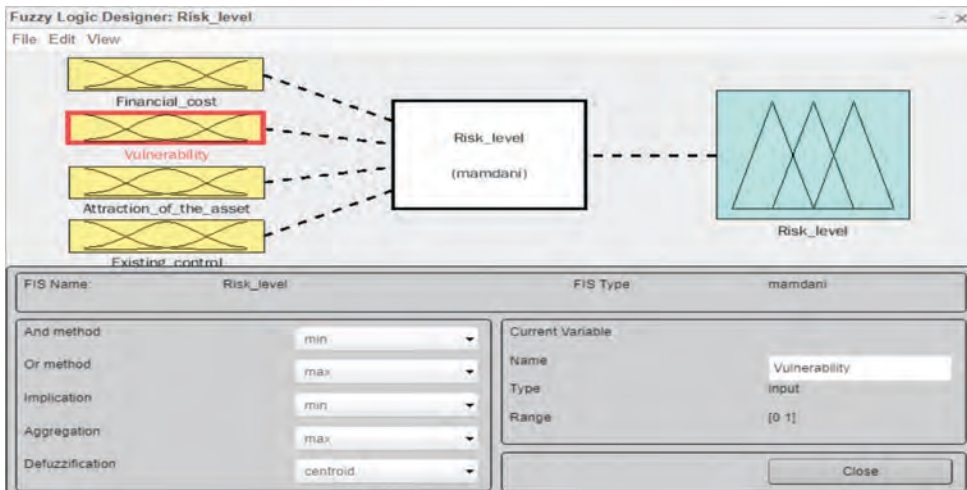 Fuzzy Logic Designer: Risk_level
File Edit View
Financial_cost
Vulnerability
Attraction_of_the_asset
Existing_control
Risk_level
(mamdani)
Risk_level
FIS Name: Risk_level FIS Type mamdani
And method min
Or method max
Implication min
Aggregation max
Defuzzification centroid
Current Variable
Name Vulnerability
Type input
Range [0 1]
Close